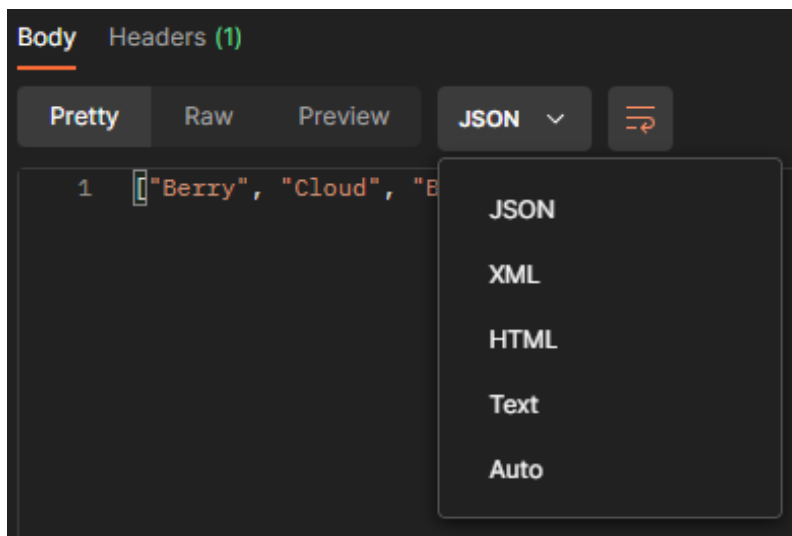 Body Headers (1)
Pretty Raw Preview JSON
1 ["Berry", "Cloud", "B
JSON
XML
HTML
Text
Auto